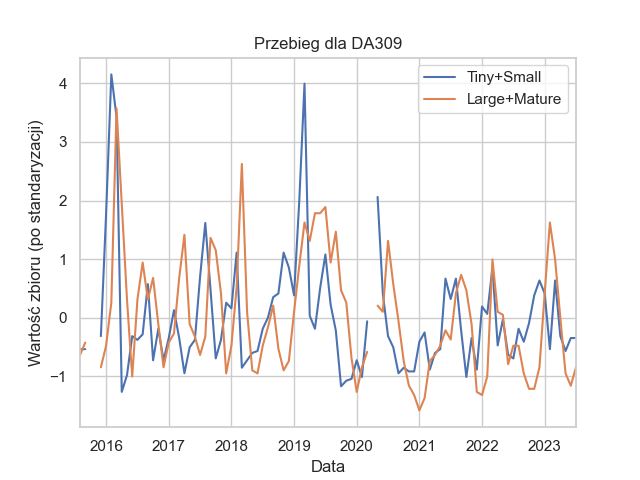 Przebieg dla DA309
Tiny+Small
Large+Mature
Wartość zbioru (po standaryzacji)
4
3
2
1
0
−1
2016 2017 2018 2019 2020 2021 2022 2023
Data